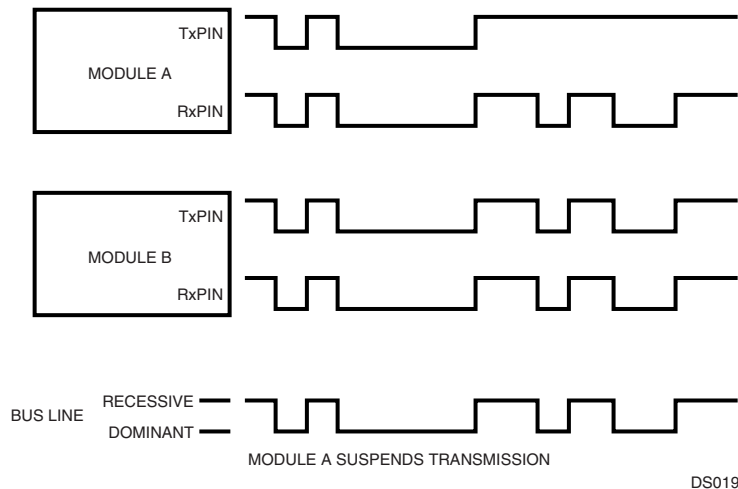 TxPIN
MODULE A
RxPIN
TxPIN
MODULE B
RxPIN
RECESSIVE
BUS LINE
DOMINANT
MODULE A SUSPENDS TRANSMISSION
DS019